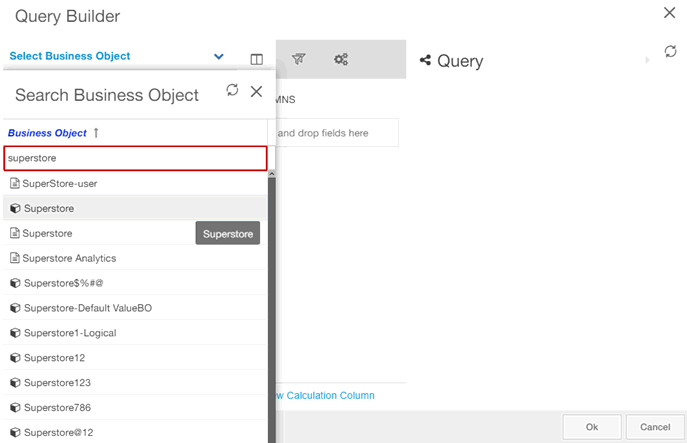 Query Builder
Select Business Object
Query
Search Business Object
MNS
Business Object
and drop fields here
superstore
SuperStore-user
Superstore
Superstore
Superstore
Superstore Analytics
Superstore$%#@
Superstore-Default ValueBO
Superstore1-Logical
Superstore12
Superstore123
w Calculation Column
Superstore786
Superstore@12
Ok
Cancel